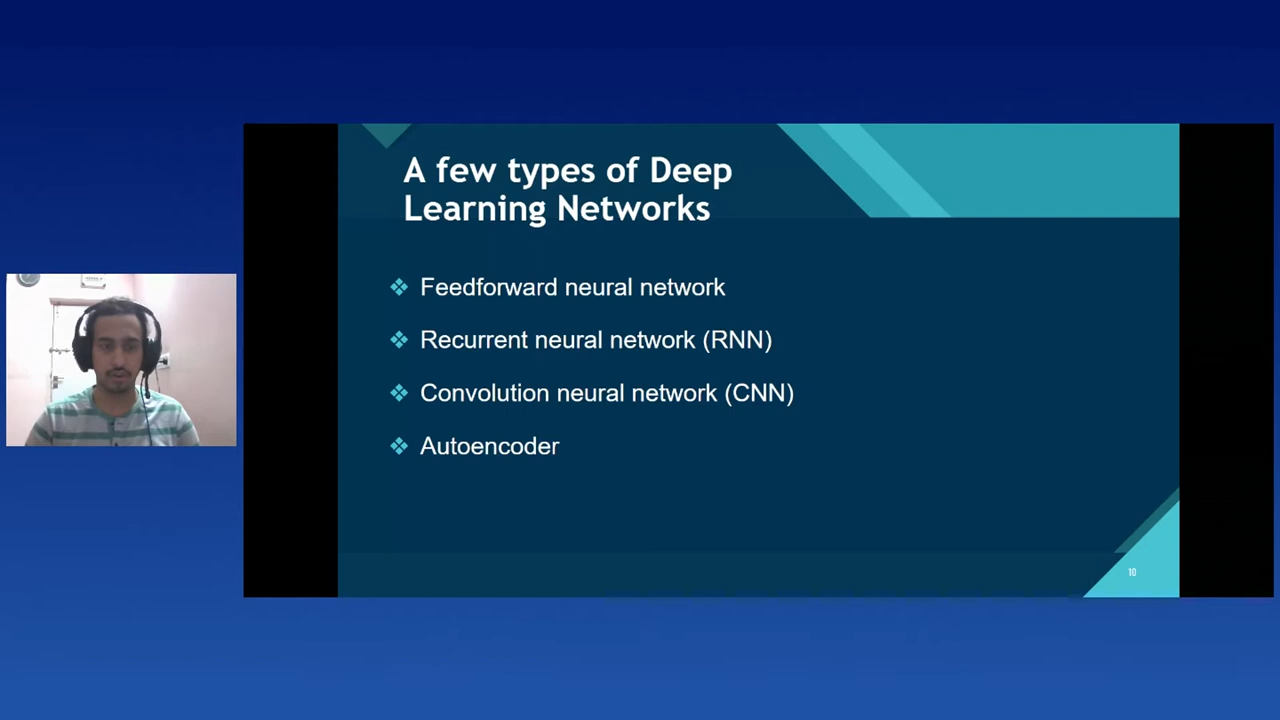 A few types of Deep
Learning Networks
Feedforward neural network
Recurrent neural network (RNN)
Convolution neural network (CNN)
Autoencoder
10